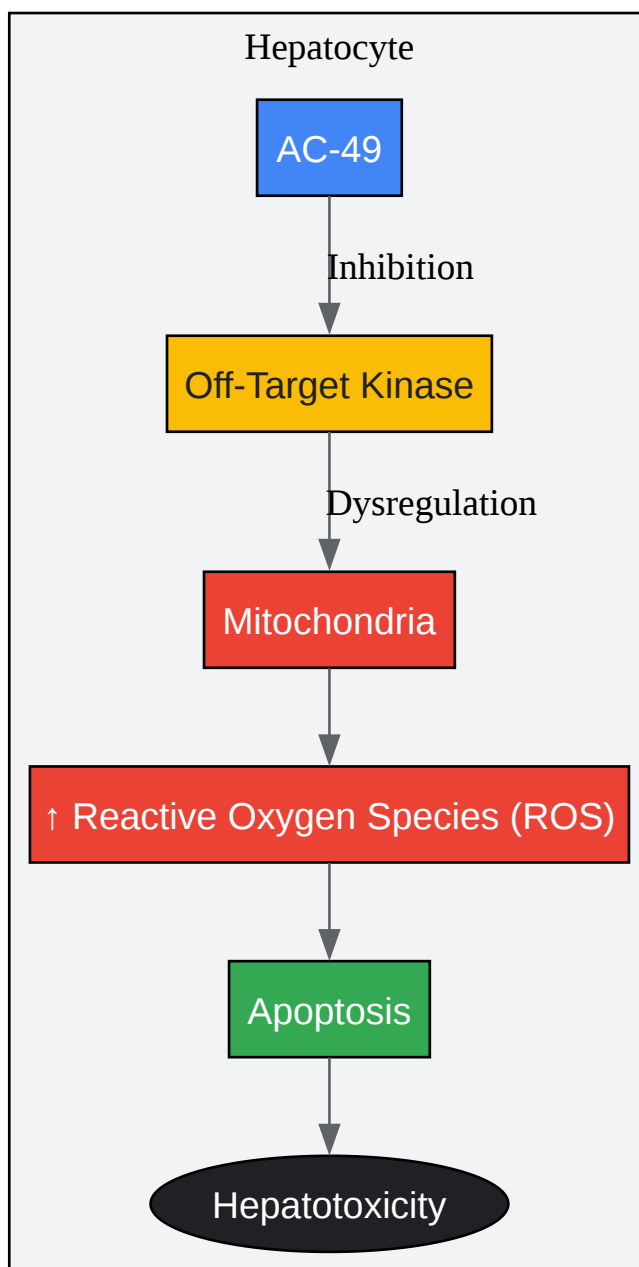 Hepatocyte
AC-49
Inhibition
Off-Target Kinase
Dysregulation
Mitochondria
↑ Reactive Oxygen Species (ROS)
Apoptosis
Hepatotoxicity